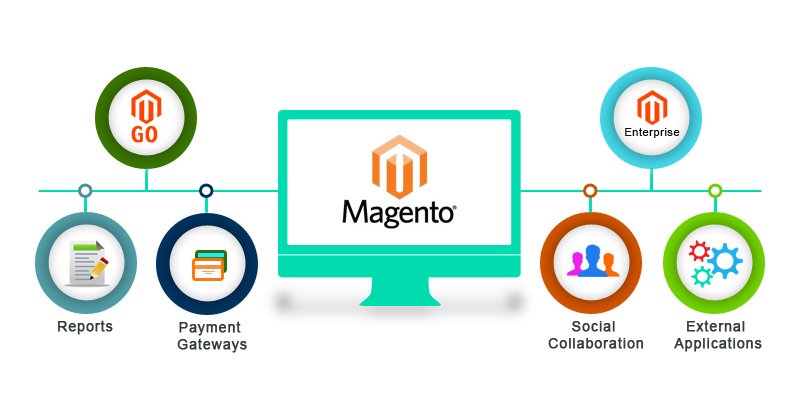 GO
Enterprise
Magento®
Reports
Payment
Gateways
Social
Collaboration
External
Applications